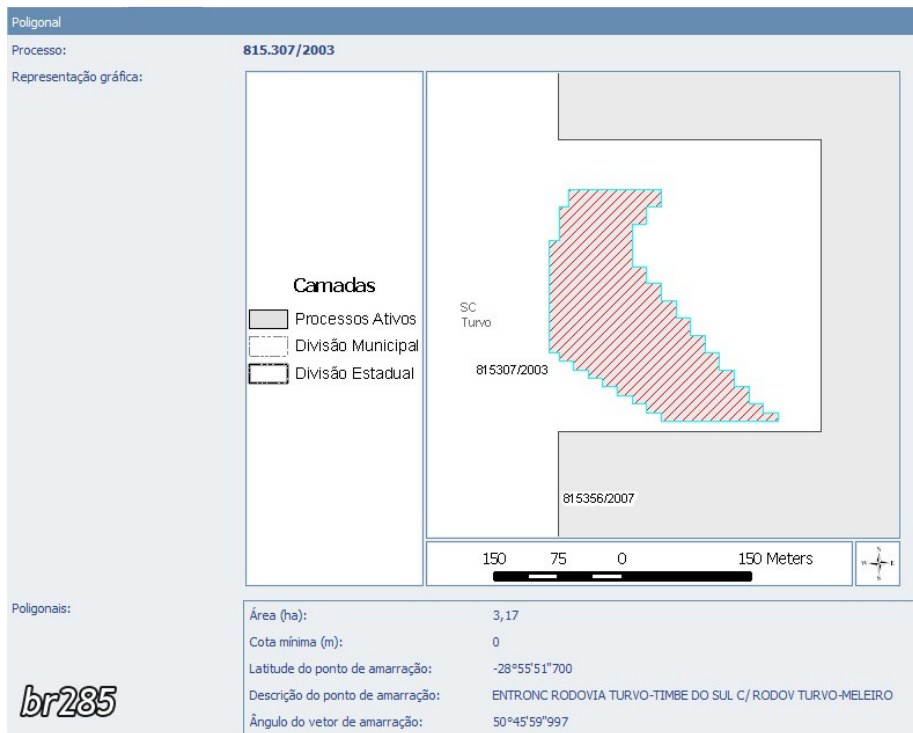 Poligonal
Processo: 815.307/2003
Representação gráfica:
Camadas
Processos Ativos
Divisão Municipal
Divisão Estadual
SC
Turvo
815307/2003
815356/2007
150 75 0 150 Meters
N
W E
S
Poligonais:
Área (ha): 3,17
Cota mínima (m): 0
Latitude do ponto de amarração: -28°55'51"700
Descrição do ponto de amarração: ENTRONC RODOVIA TURVO-TIMBE DO SUL C/ RODOV TURVO-MELEIRO
Ângulo do vetor de amarração: 50°45'59"997
br285